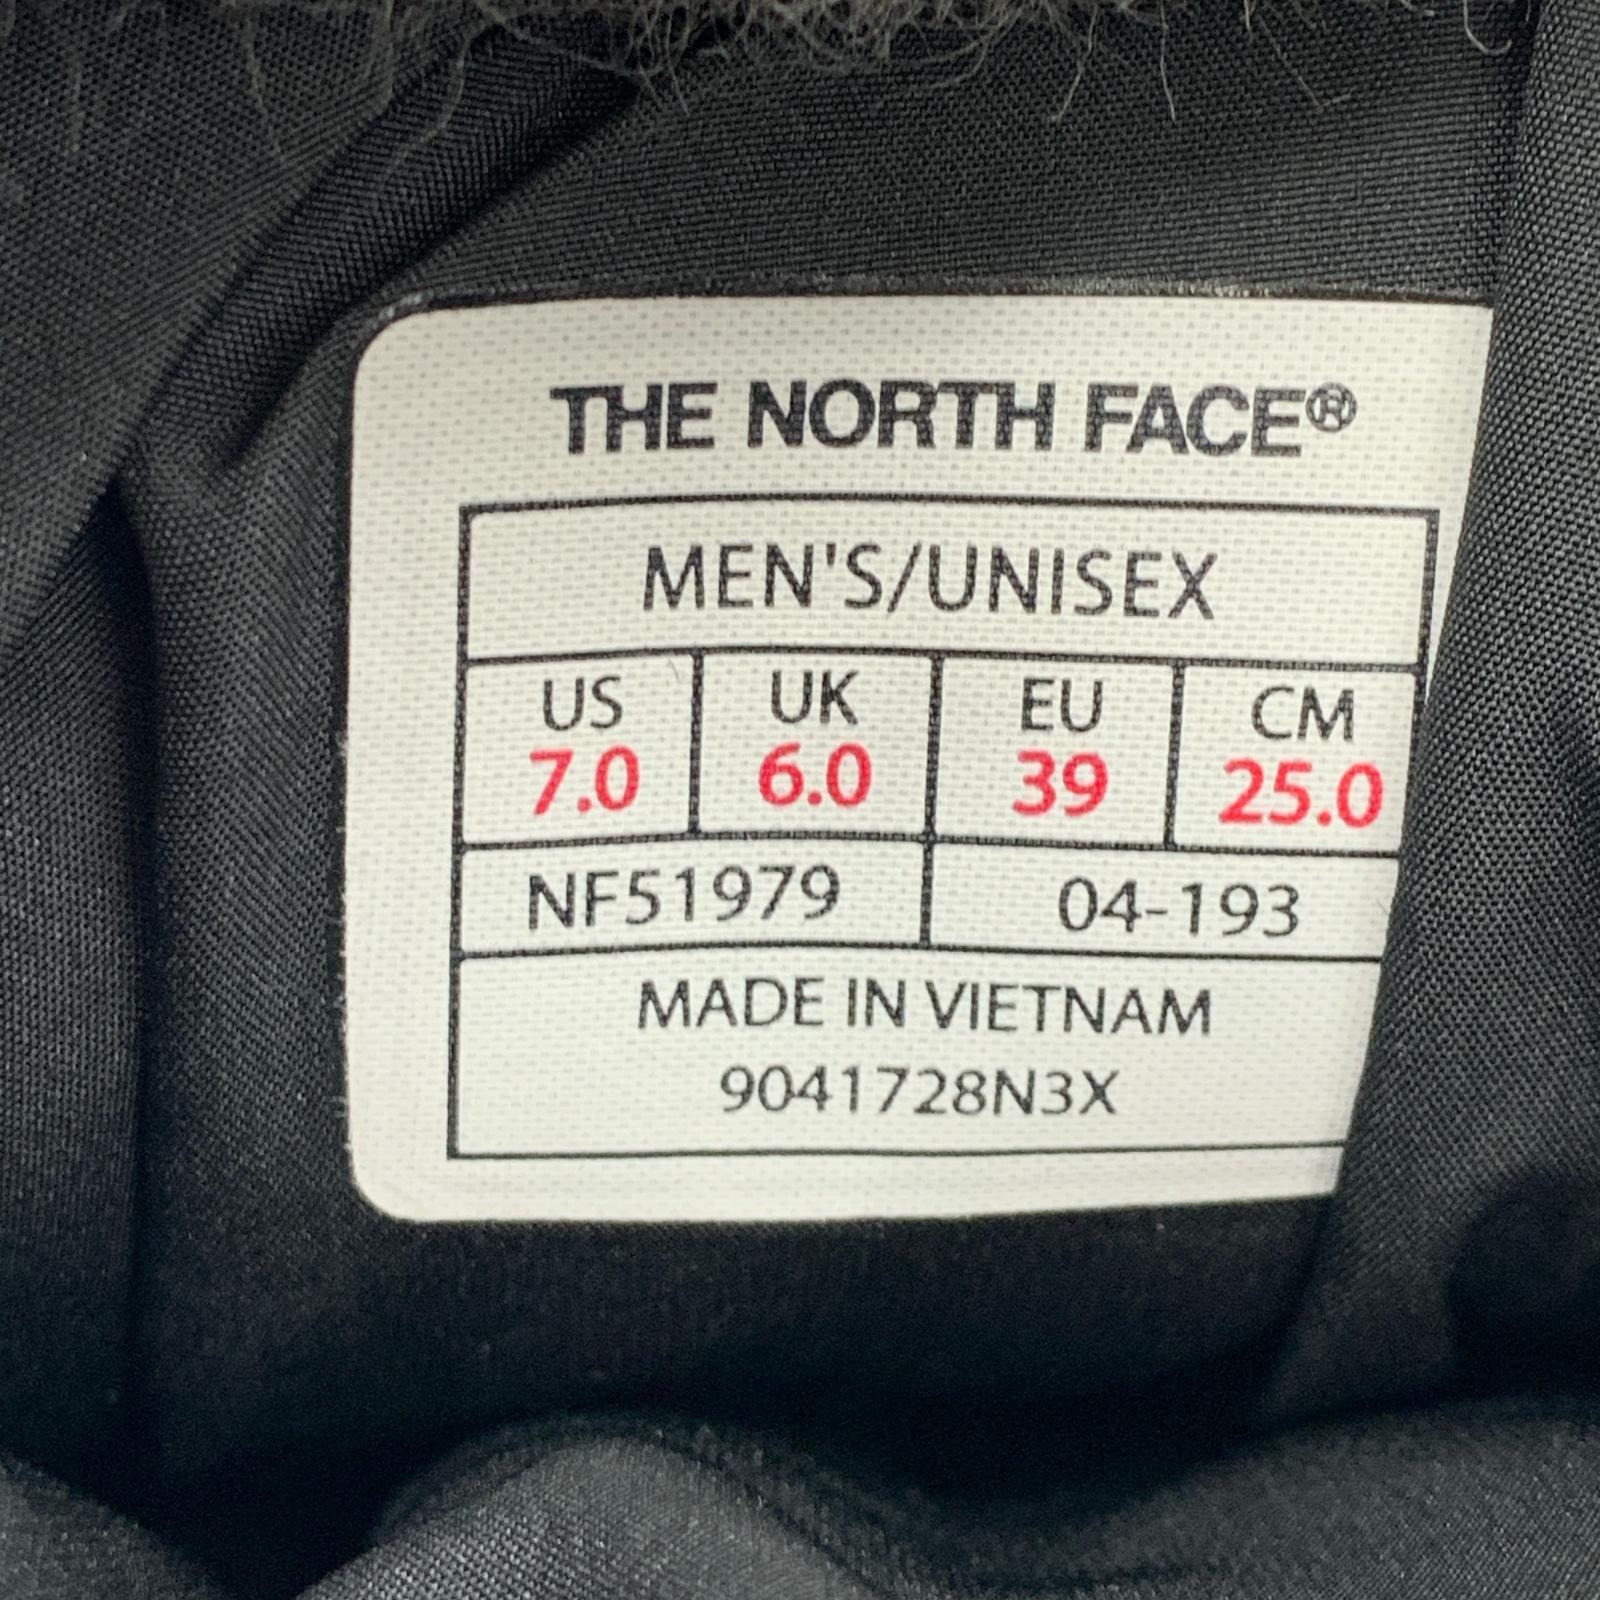 THE NORTH FACE®
MEN'S/UNISEX
US UK EU CM
7.0 6.0 39 25.0
NF51979 04-193
MADE IN VIETNAM
9041728N3X